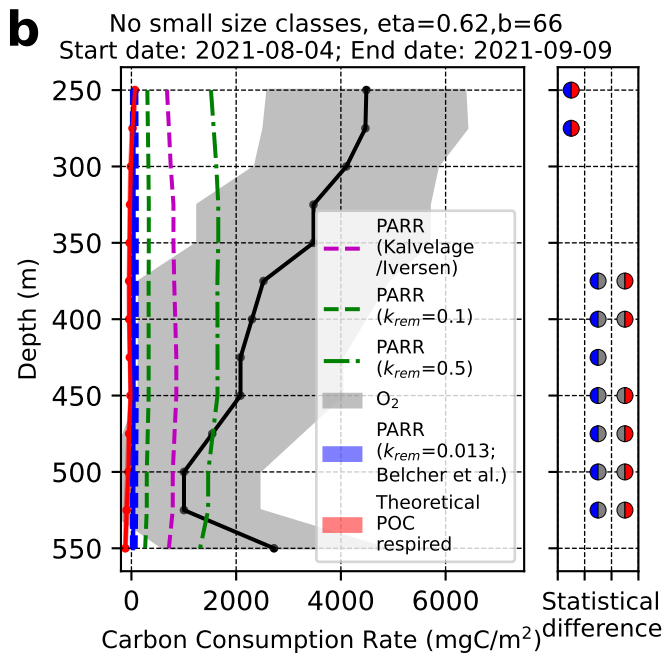 b
No small size classes, eta=0.62,b=66
Start date: 2021-08-04; End date: 2021-09-09
250
300
350
400
450
500
550
Depth (m)
PARR
(Kalvelage
/Iversen)
PARR
(k_rem=0.1)
PARR
(k_rem=0.5)
O₂
PARR
(k_rem=0.013;
Belcher et al.)
Theoretical
POC
respired
0 2000 4000 6000
Carbon Consumption Rate (mgC/m²)
Statistical
difference